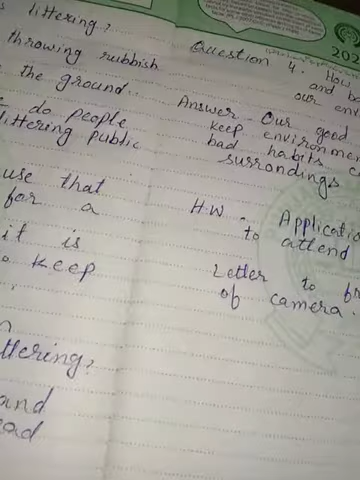 littering?
throwing rubbish
the ground..
do people
littering public
use that
for a
it is
keep
ttering?
and
ad
202
Question 4. How
and b
our env
Answer - Our good
keep environmen
bad habits c
surrondings
H.W - Applicatio
to attend
Letter to fr
of camera.